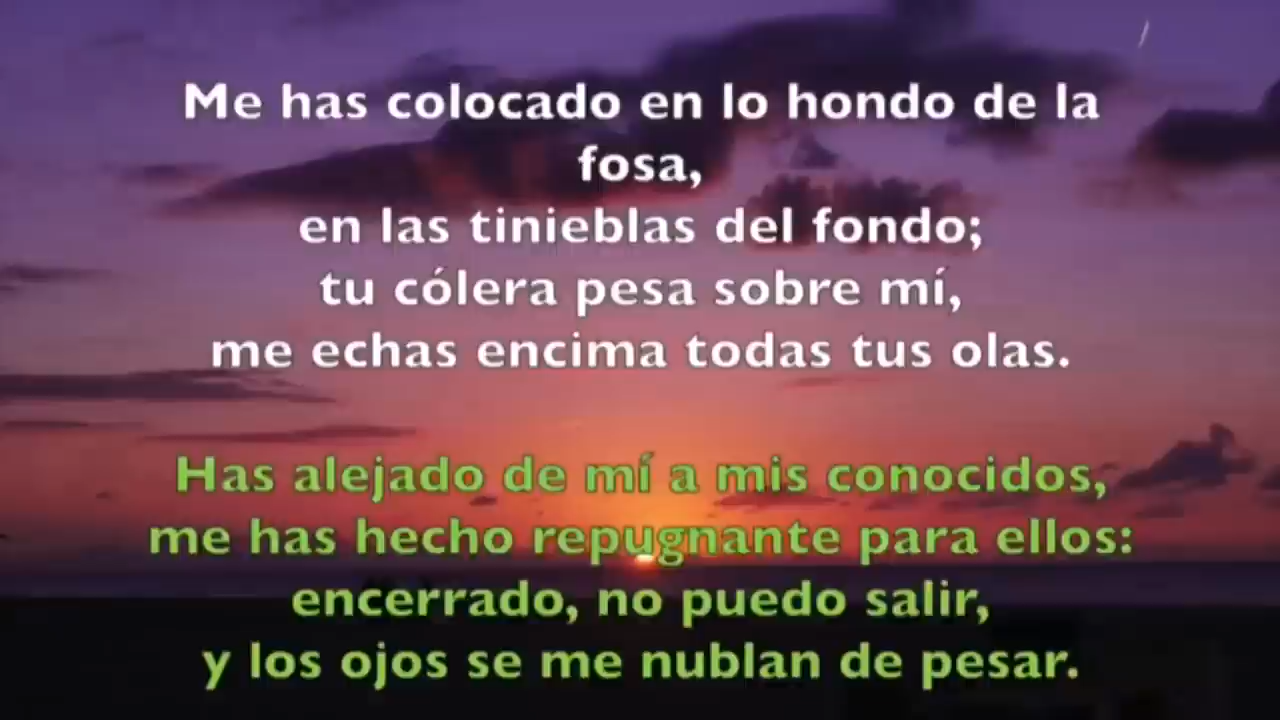 Me has colocado en lo hondo de la
fosa,
en las tinieblas del fondo;
tu cólera pesa sobre mí,
me echas encima todas tus olas.
Has alejado de mí a mis conocidos,
me has hecho repugnante para ellos:
encerrado, no puedo salir,
y los ojos se me nublan de pesar.